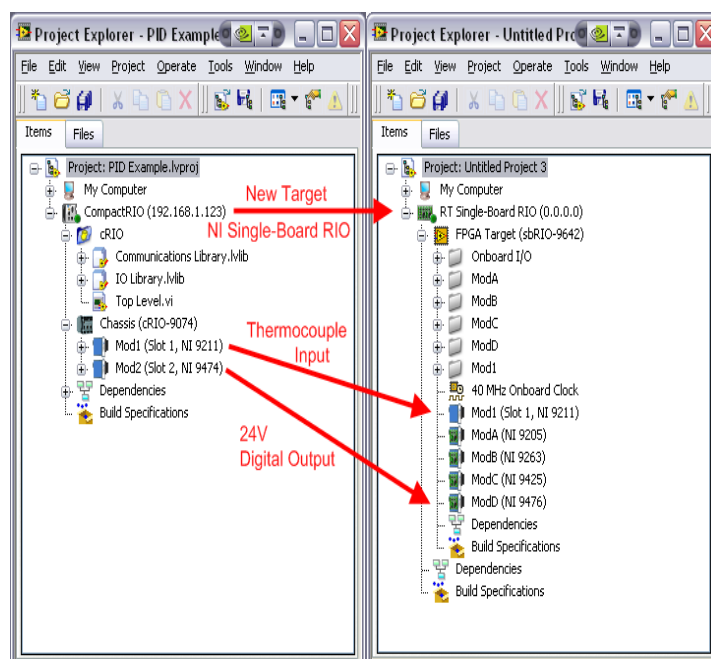 Project Explorer - PID Example
File Edit View Project Operate Tools Window Help
Items Files
Project: PID Example.lvproj
My Computer
CompactRIO (192.168.1.123)
cRIO
Communications Library.lvlib
IO Library.lvlib
Top Level.vi
Chassis (cRIO-9074)
Mod1 (Slot 1, NI 9211)
Mod2 (Slot 2, NI 9474)
Dependencies
Build Specifications
New Target
NI Single-Board RIO
Thermocouple
Input
24V
Digital Output
Project Explorer - Untitled Pro
File Edit View Project Operate Tools Window Help
Items Files
Project: Untitled Project 3
My Computer
RT Single-Board RIO (0.0.0.0)
FPGA Target (sbRIO-9642)
Onboard I/O
ModA
ModB
ModC
ModD
Mod1
40 MHz Onboard Clock
Mod1 (Slot 1, NI 9211)
ModA (NI 9205)
ModB (NI 9263)
ModC (NI 9425)
ModD (NI 9476)
Dependencies
Build Specifications
Dependencies
Build Specifications